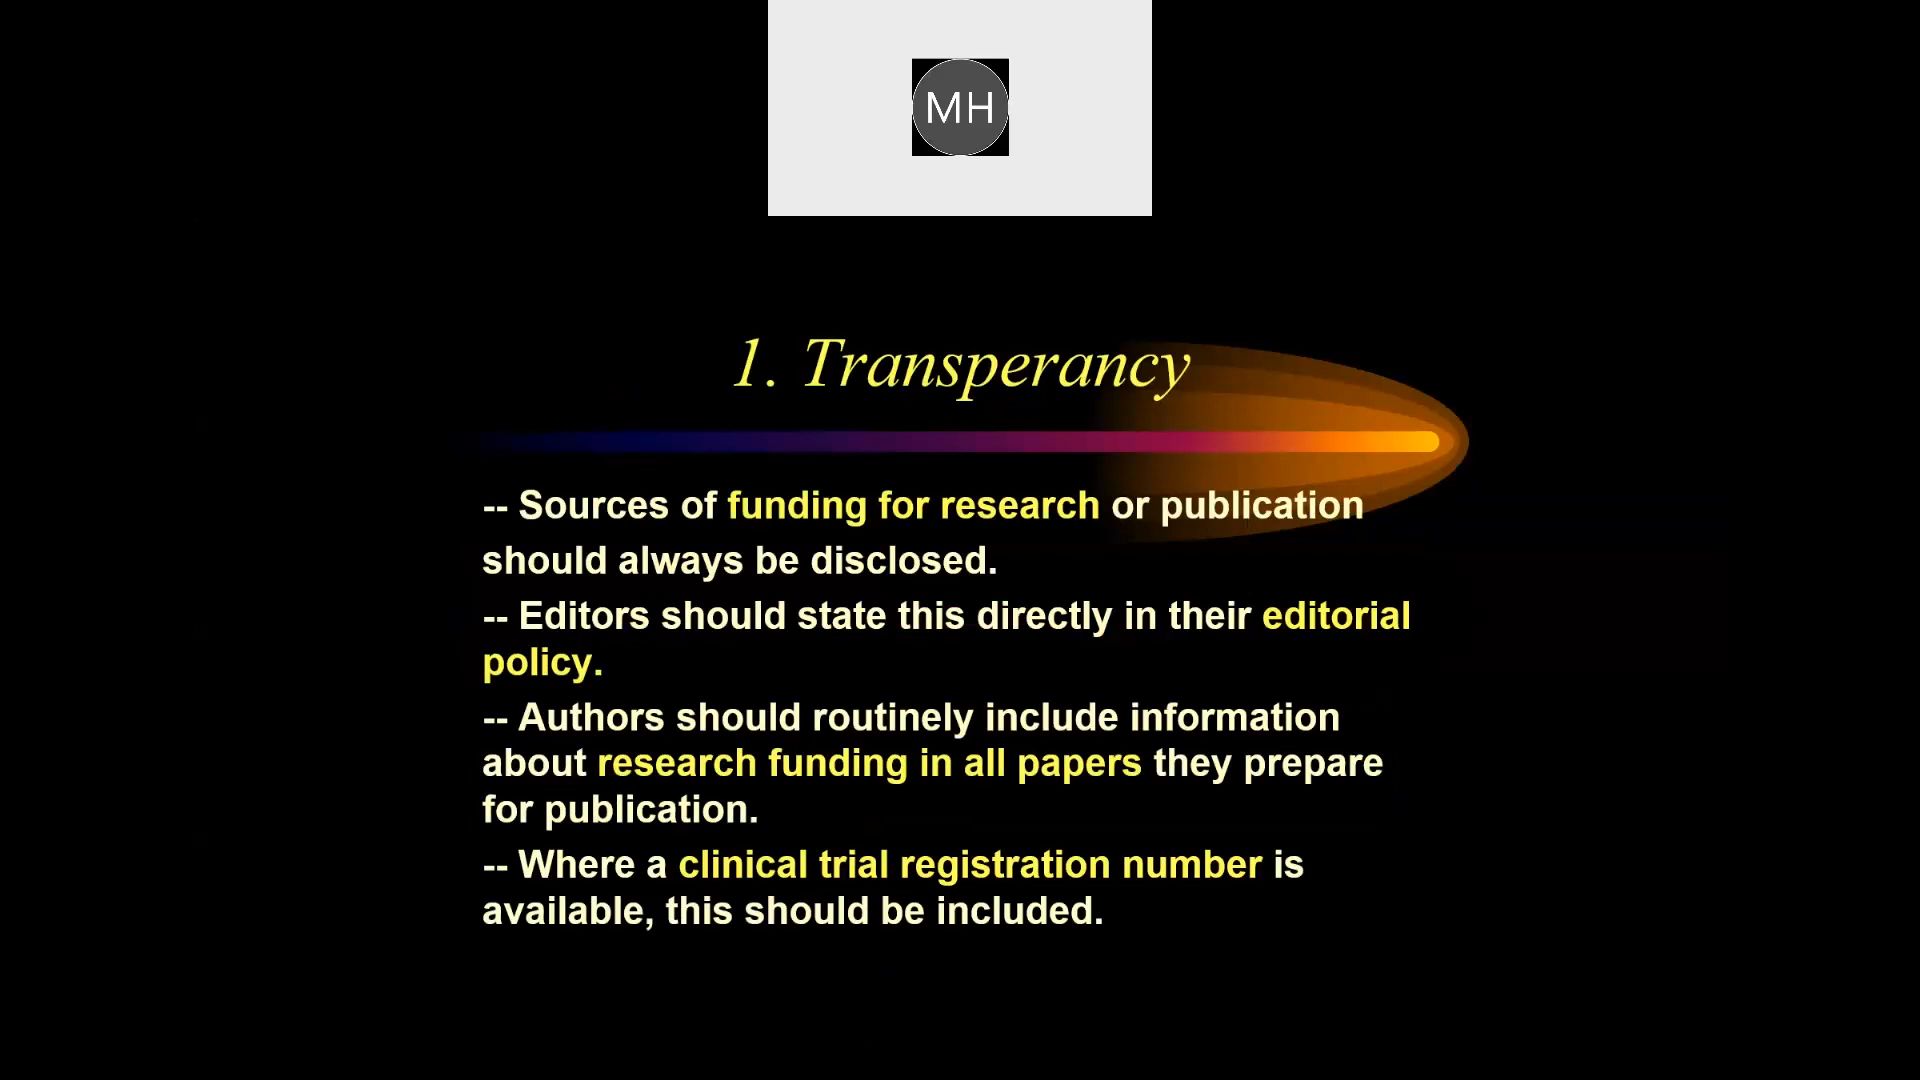 MH
1. Transperancy
-- Sources of funding for research or publication
should always be disclosed.
-- Editors should state this directly in their editorial
policy.
-- Authors should routinely include information
about research funding in all papers they prepare
for publication.
-- Where a clinical trial registration number is
available, this should be included.